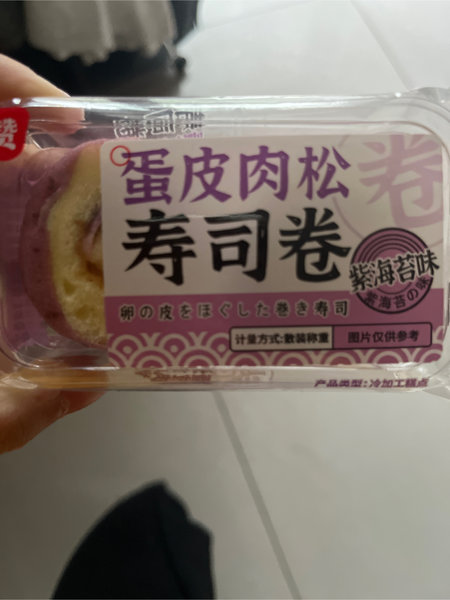 蛋皮肉松
寿司卷
卷
紫海苔味
紫海苔の味
卵の皮をほぐした巻き寿司
计量方式:散装称重
图片仅供参考
产品类型:冷加工糕点